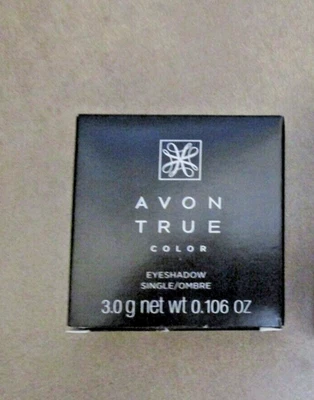 AVON
TRUE
COLOR
EYESHADOW
SINGLE/OMBRE
3.0 g net wt 0.106 oz